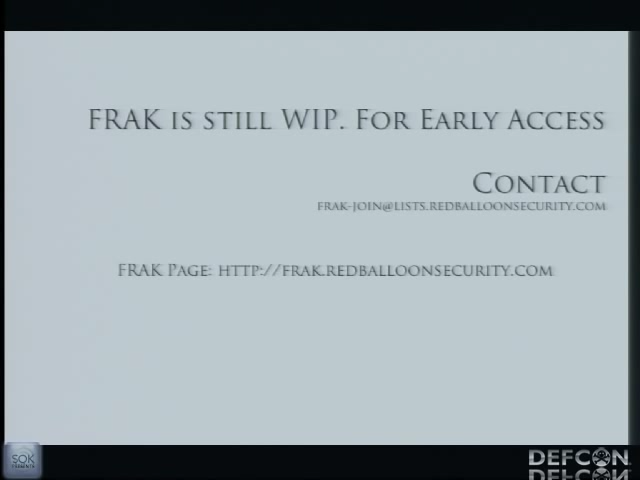 FRAK is still WIP. For Early Access
Contact
frak-join@lists.redballoonsecurity.com
FRAK Page: http://frak.redballoonsecurity.com
SOK
DEFCON